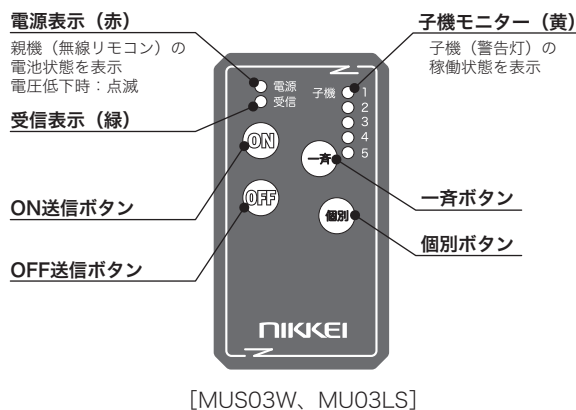 電源表示（赤）
親機（無線リモコン）の
電池状態を表示
電圧低下時：点滅
受信表示（緑）
ON送信ボタン
OFF送信ボタン
子機モニター（黄）
子機（警告灯）の
稼働状態を表示
一斉ボタン
個別ボタン
電源
受信
子機
1
2
3
4
5
ON
一斉
OFF
個別
NIKKEI
[MUS03W、MU03LS]